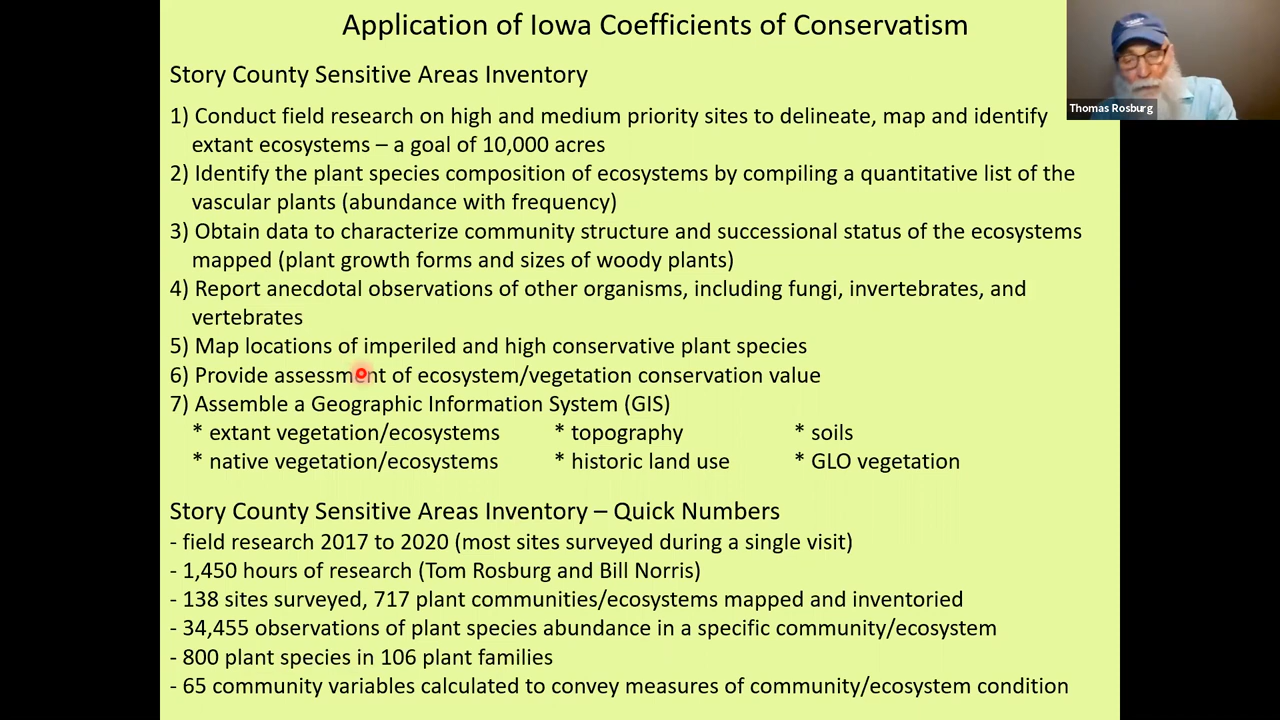 Application of Iowa Coefficients of Conservatism
Thomas Rosburg
Story County Sensitive Areas Inventory
1) Conduct field research on high and medium priority sites to delineate, map and identify
extant ecosystems – a goal of 10,000 acres
2) Identify the plant species composition of ecosystems by compiling a quantitative list of the
vascular plants (abundance with frequency)
3) Obtain data to characterize community structure and successional status of the ecosystems
mapped (plant growth forms and sizes of woody plants)
4) Report anecdotal observations of other organisms, including fungi, invertebrates, and
vertebrates
5) Map locations of imperiled and high conservative plant species
6) Provide assessment of ecosystem/vegetation conservation value
7) Assemble a Geographic Information System (GIS)
* extant vegetation/ecosystems * topography * soils
* native vegetation/ecosystems * historic land use * GLO vegetation
Story County Sensitive Areas Inventory – Quick Numbers
- field research 2017 to 2020 (most sites surveyed during a single visit)
- 1,450 hours of research (Tom Rosburg and Bill Norris)
- 138 sites surveyed, 717 plant communities/ecosystems mapped and inventoried
- 34,455 observations of plant species abundance in a specific community/ecosystem
- 800 plant species in 106 plant families
- 65 community variables calculated to convey measures of community/ecosystem condition